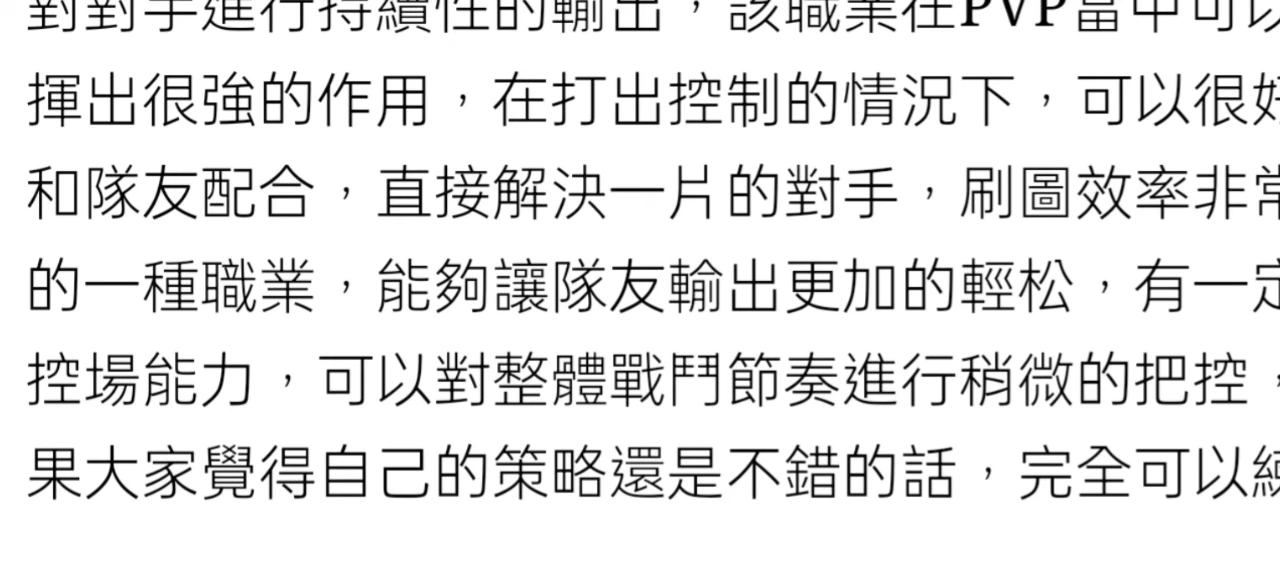 對對手進行持續性的輸出，該職業在PVP當中可以
揮出很強的作用，在打出控制的情況下，可以很好
和隊友配合，直接解決一片的對手，刷圖效率非常
的一種職業，能夠讓隊友輸出更加的輕松，有一定
控場能力，可以對整體戰鬥節奏進行稍微的把控，
果大家覺得自己的策略還是不錯的話，完全可以練